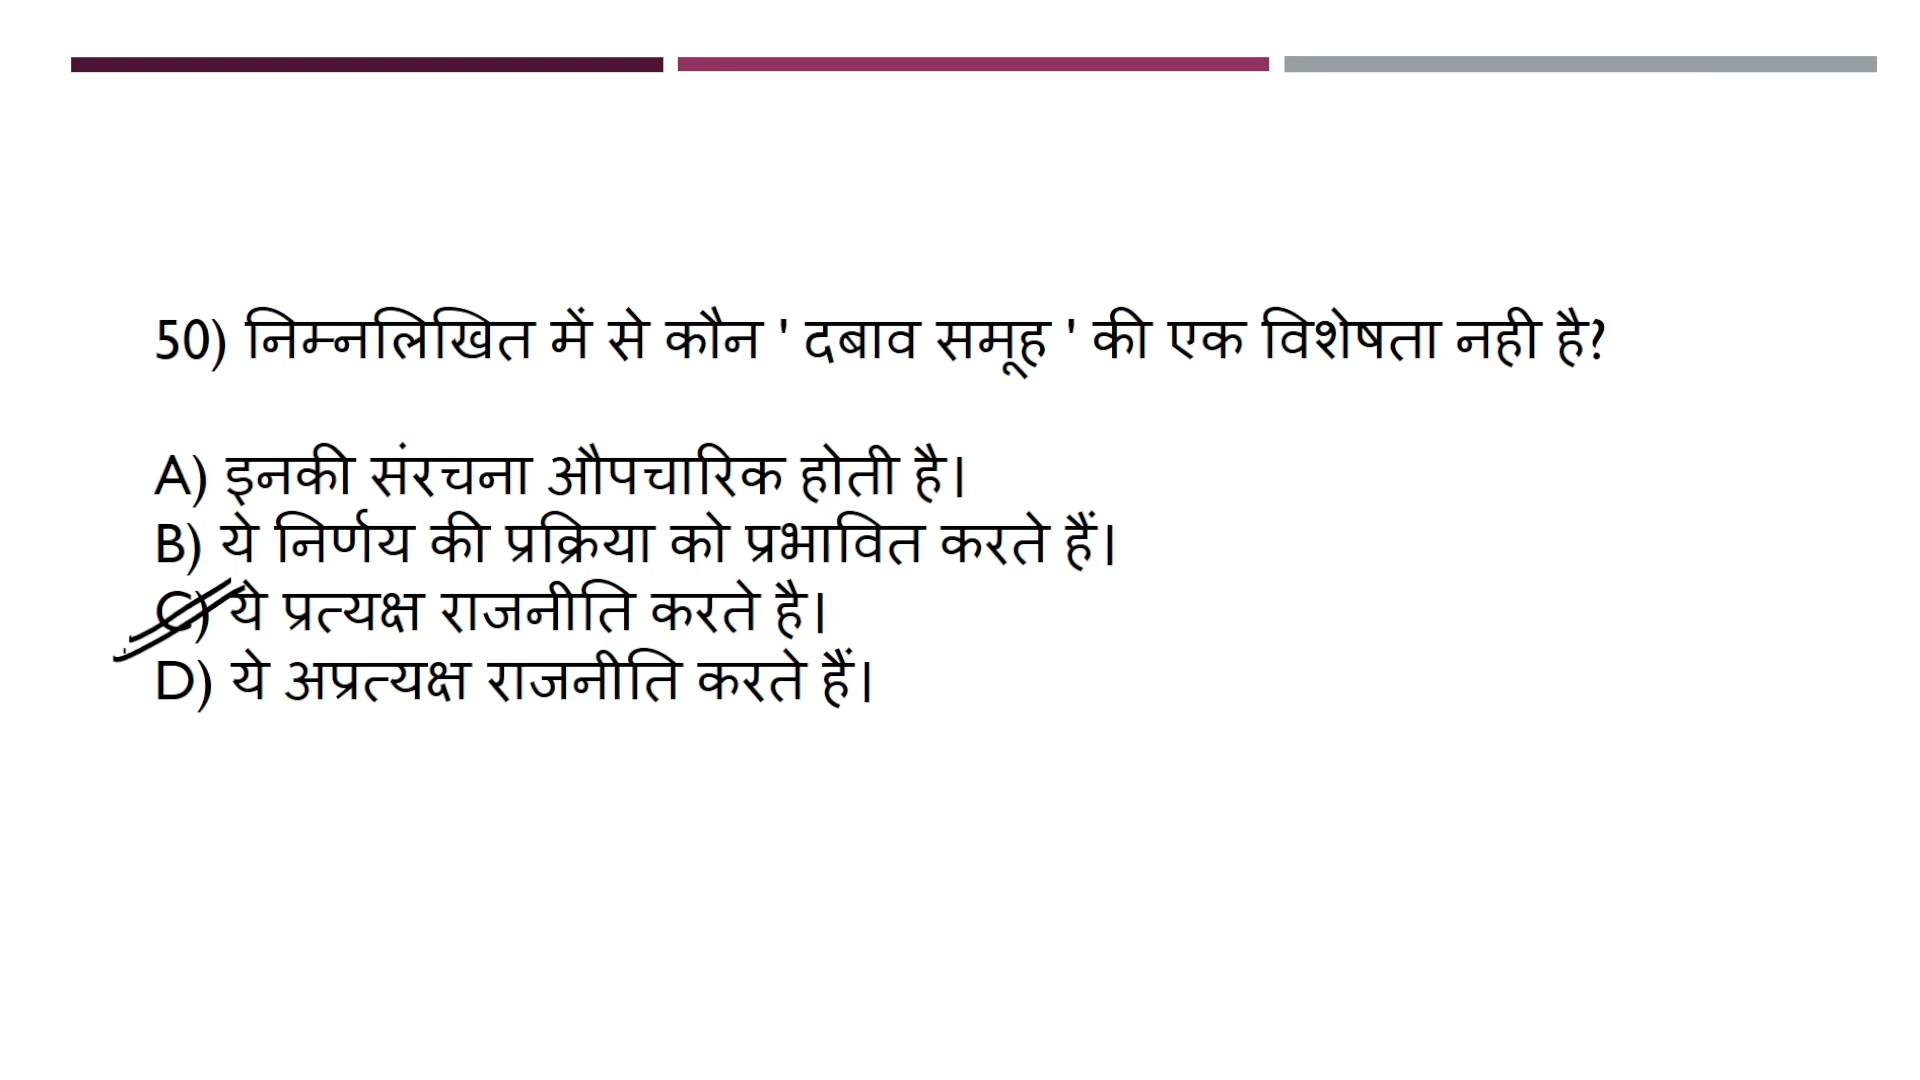 50) निम्नलिखित में से कौन ' दबाव समूह ' की एक विशेषता नही है?
A) इनकी संरचना औपचारिक होती है।
B) ये निर्णय की प्रक्रिया को प्रभावित करते हैं।
C) ये प्रत्यक्ष राजनीति करते है।
D) ये अप्रत्यक्ष राजनीति करते हैं।